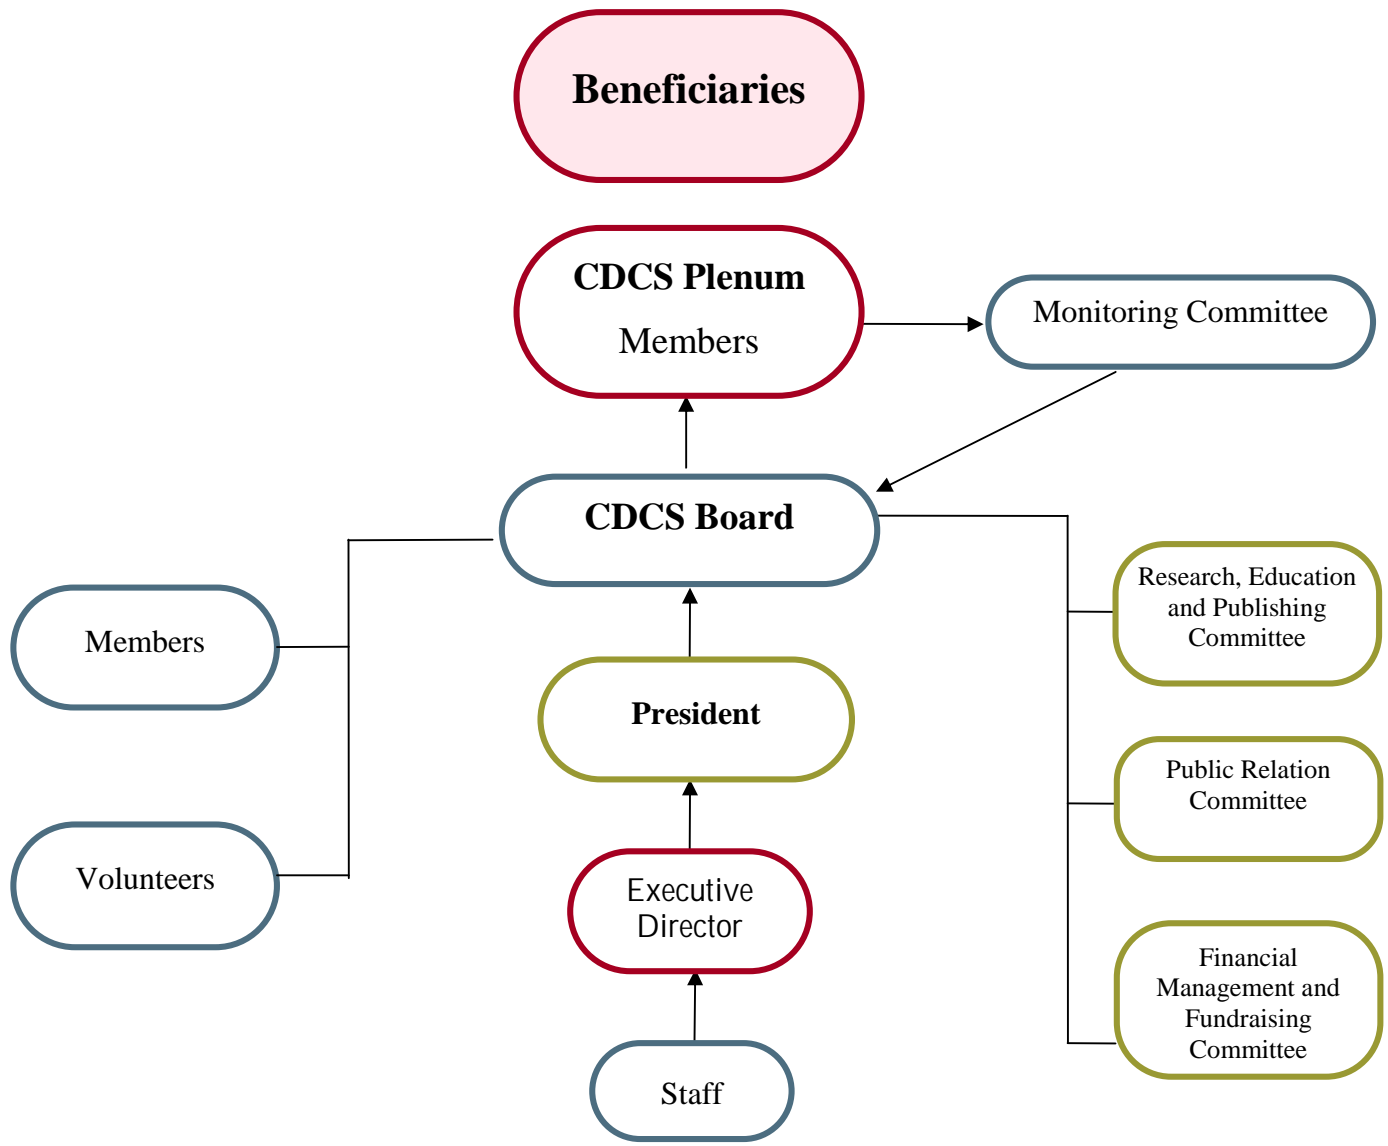 Beneficiaries
CDCS Plenum
Members
Monitoring Committee
CDCS Board
Research, Education
and Publishing
Committee
Members
President
Public Relation
Committee
Volunteers
Executive
Director
Financial
Management and
Fundraising
Committee
Staff